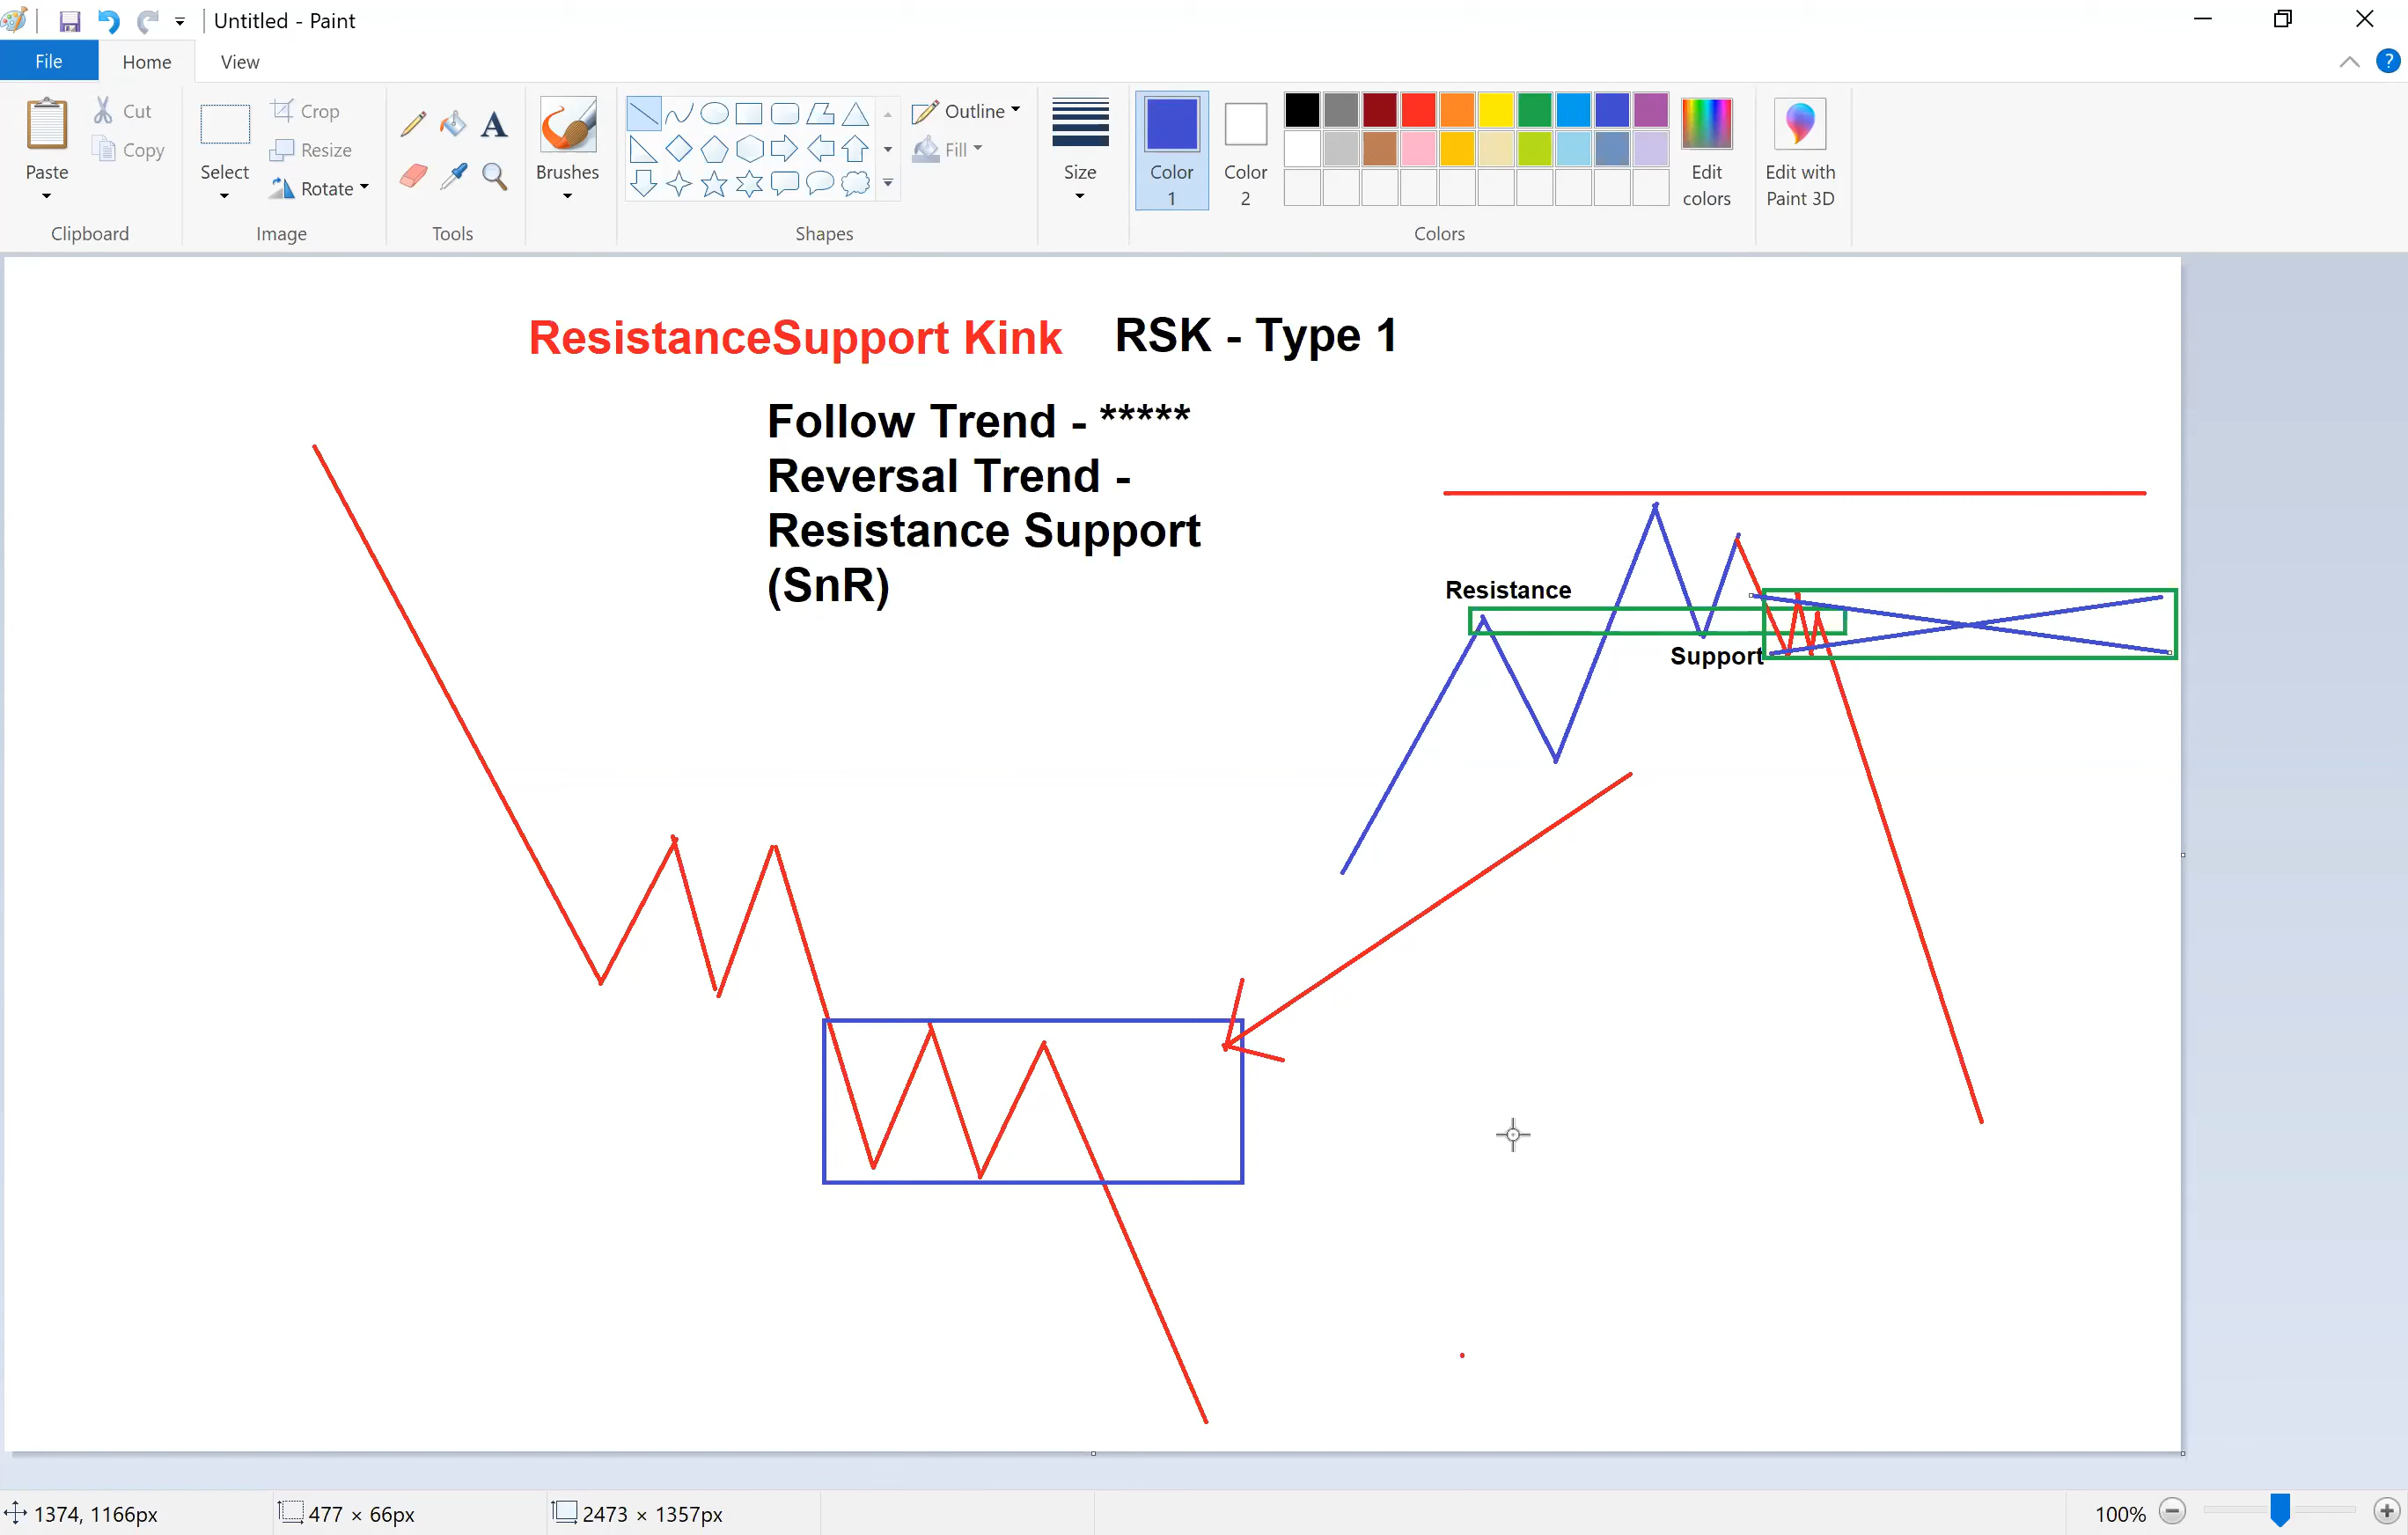 Untitled - Paint
File Home View
Paste
Cut
Copy
Clipboard
Select
Crop
Resize
Rotate
Image
A
Tools
Brushes
Shapes
Outline
Fill
Size
Color
1
Color
2
Colors
Edit
colors
Edit with
Paint 3D
?
ResistanceSupport Kink RSK - Type 1
Follow Trend - *****
Reversal Trend -
Resistance Support
(SnR)
Resistance
Support
1374, 1166px 477 × 66px 2473 × 1357px 100%